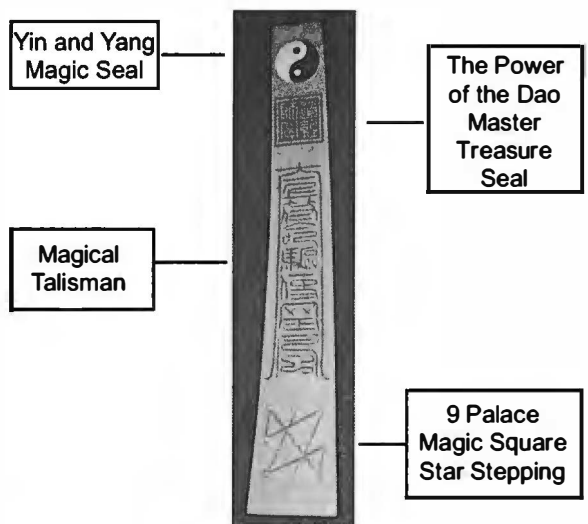 Yin and Yang
Magic Seal
The Power
of the Dao
Master
Treasure
Seal
Magical
Talisman
9 Palace
Magic Square
Star Stepping